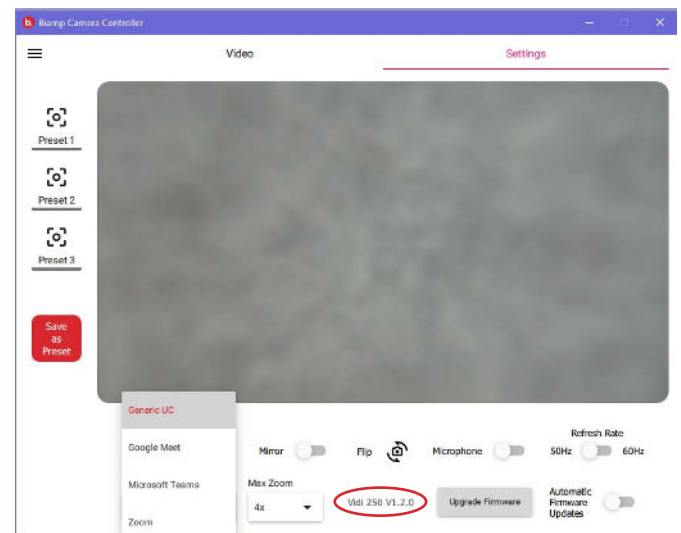 b. Biamp Camera Controller
Video
Settings
Preset 1
Preset 2
Preset 3
Save
as
Preset
Generic UC
Google Meet
Microsoft Teams
Zoom
Mirror
Flip
Microphone
Refresh Rate
50Hz 60Hz
Max Zoom
4x
Vidi 250 V1.2.0
Upgrade Firmware
Automatic
Firmware
Updates